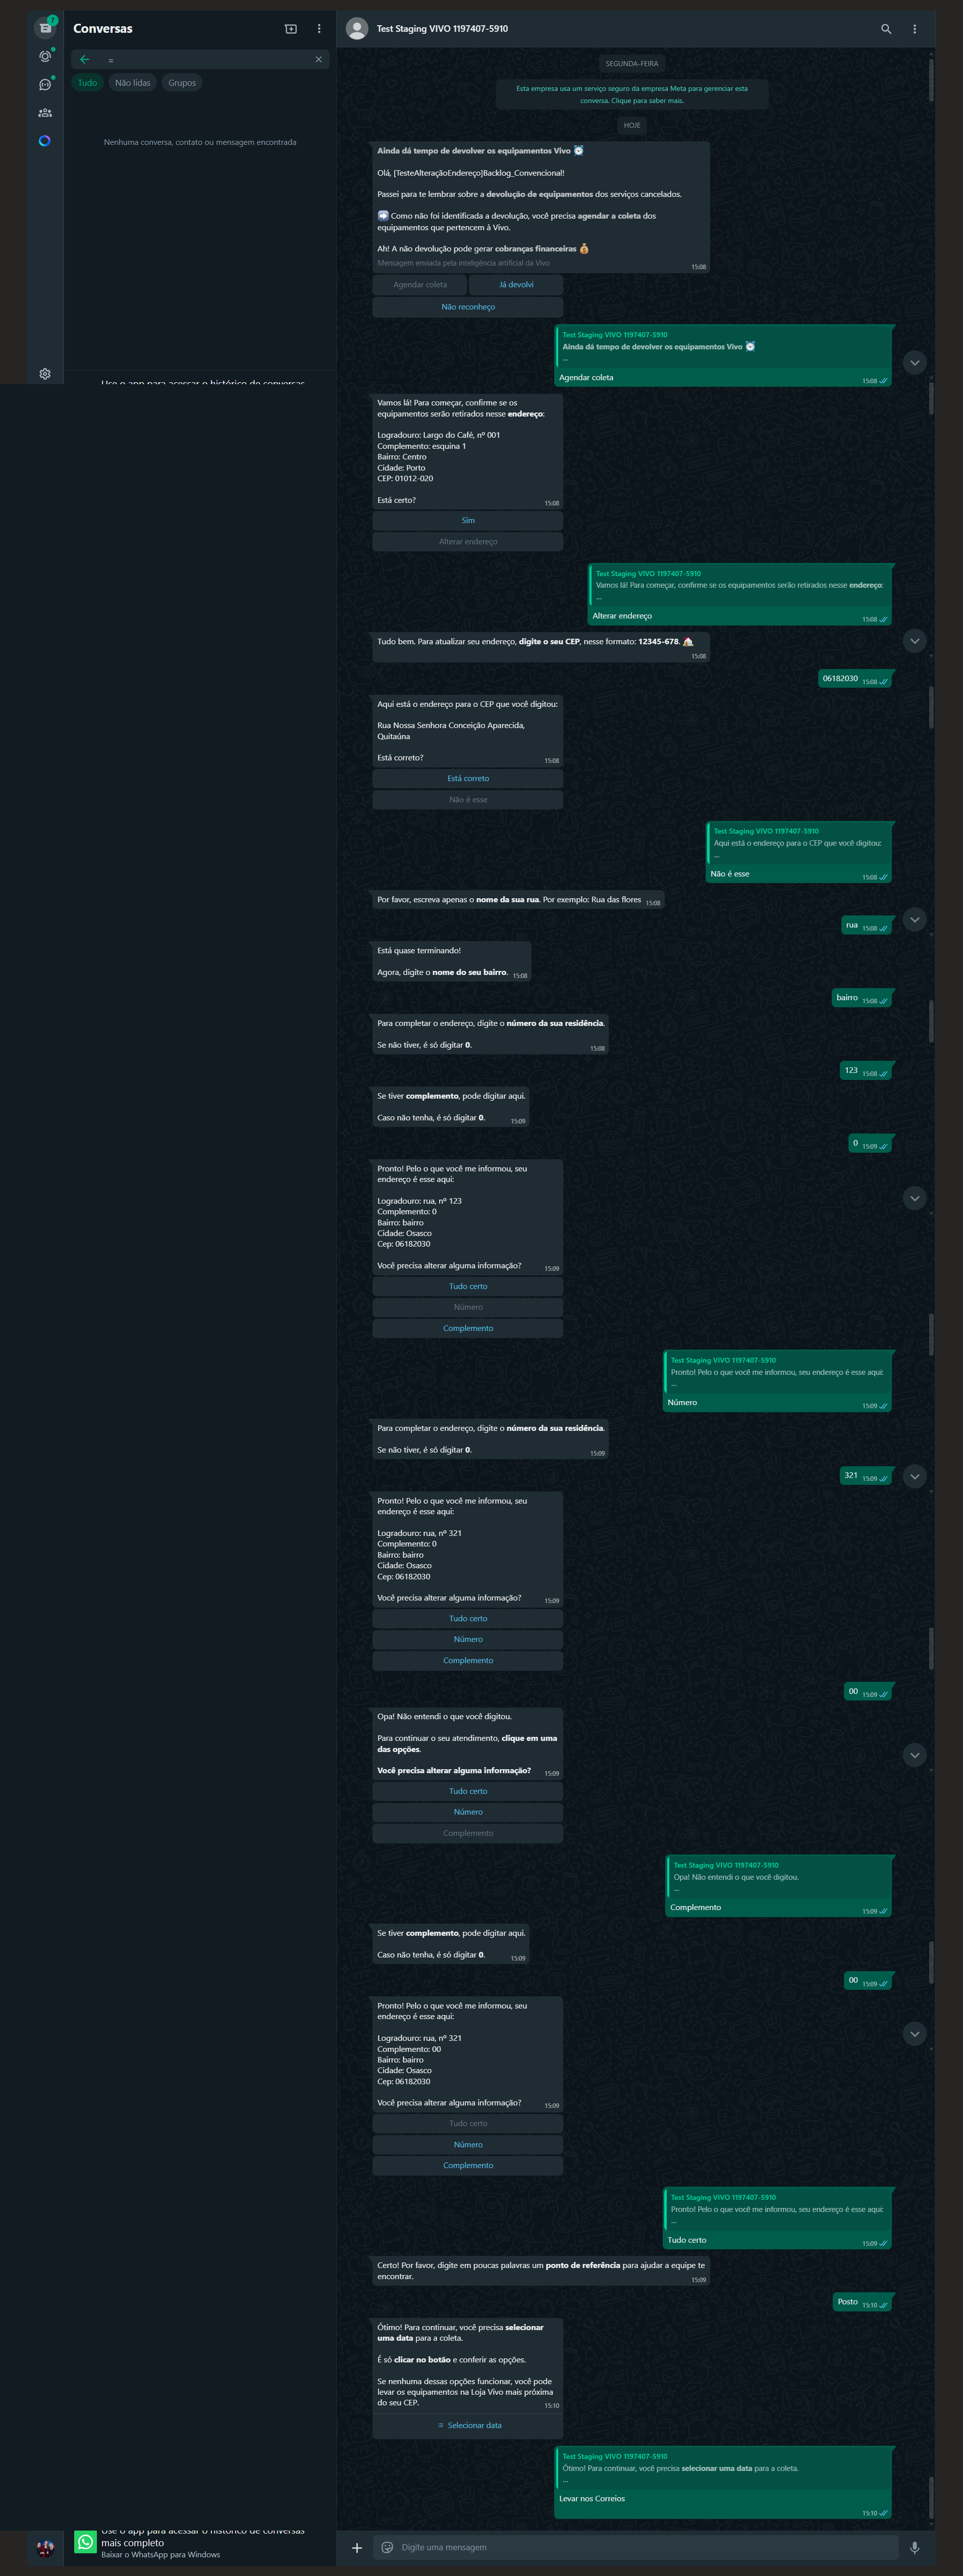 7
Conversas
=
Tudo
Não lidas
Grupos
Nenhuma conversa, contato ou mensagem encontrada
Use o app para acessar o histórico de conversas
Test Staging VIVO 1197407-5910
SEGUNDA-FEIRA
Esta empresa usa um serviço seguro da empresa Meta para gerenciar esta
conversa. Clique para saber mais.
HOJE
Ainda dá tempo de devolver os equipamentos Vivo ⏰
Olá, [TesteAlteraçãoEndereço]Backlog_Convencional!
Passei para te lembrar sobre a devolução de equipamentos dos serviços cancelados.
➡️ Como não foi identificada a devolução, você precisa agendar a coleta dos
equipamentos que pertencem à Vivo.
Ah! A não devolução pode gerar cobranças financeiras 💰
Mensagem enviada pela inteligência artificial da Vivo
15:08
Agendar coleta
Já devolvi
Não reconheço
Test Staging VIVO 1197407-5910
Ainda dá tempo de devolver os equipamentos Vivo ⏰
...
Agendar coleta
15:08
Vamos lá! Para começar, confirme se os
equipamentos serão retirados nesse endereço:
Logradouro: Largo do Café, nº 001
Complemento: esquina 1
Bairro: Centro
Cidade: Porto
CEP: 01012-020
Está certo?
15:08
Sim
Alterar endereço
Test Staging VIVO 1197407-5910
Vamos lá! Para começar, confirme se os equipamentos serão retirados nesse endereço:
...
Alterar endereço
15:08
Tudo bem. Para atualizar seu endereço, digite o seu CEP, nesse formato: 12345-678. 🏠
15:08
06182030 15:08
Aqui está o endereço para o CEP que você digitou:
Rua Nossa Senhora Conceição Aparecida,
Quitaúna
Está correto?
15:08
Está correto
Não é esse
Test Staging VIVO 1197407-5910
Aqui está o endereço para o CEP que você digitou:
...
Não é esse
15:08
Por favor, escreva apenas o nome da sua rua. Por exemplo: Rua das flores 15:08
rua 15:08
Está quase terminando!
Agora, digite o nome do seu bairro. 15:08
bairro 15:08
Para completar o endereço, digite o número da sua residência.
Se não tiver, é só digitar 0.
15:08
123 15:08
Se tiver complemento, pode digitar aqui.
Caso não tenha, é só digitar 0.
15:09
0 15:09
Pronto! Pelo o que você me informou, seu
endereço é esse aqui:
Logradouro: rua, nº 123
Complemento: 0
Bairro: bairro
Cidade: Osasco
Cep: 06182030
Você precisa alterar alguma informação?
15:09
Tudo certo
Número
Complemento
Test Staging VIVO 1197407-5910
Pronto! Pelo o que você me informou, seu endereço é esse aqui:
...
Número
15:09
Para completar o endereço, digite o número da sua residência.
Se não tiver, é só digitar 0.
15:09
321 15:09
Pronto! Pelo o que você me informou, seu
endereço é esse aqui:
Logradouro: rua, nº 321
Complemento: 0
Bairro: bairro
Cidade: Osasco
Cep: 06182030
Você precisa alterar alguma informação?
15:09
Tudo certo
Número
Complemento
00 15:09
Opa! Não entendi o que você digitou.
Para continuar o seu atendimento, clique em uma
das opções.
Você precisa alterar alguma informação?
15:09
Tudo certo
Número
Complemento
Test Staging VIVO 1197407-5910
Opa! Não entendi o que você digitou.
...
Complemento
15:09
Se tiver complemento, pode digitar aqui.
Caso não tenha, é só digitar 0.
15:09
00 15:09
Pronto! Pelo o que você me informou, seu
endereço é esse aqui:
Logradouro: rua, nº 321
Complemento: 00
Bairro: bairro
Cidade: Osasco
Cep: 06182030
Você precisa alterar alguma informação?
15:09
Tudo certo
Número
Complemento
Test Staging VIVO 1197407-5910
Pronto! Pelo o que você me informou, seu endereço é esse aqui:
...
Tudo certo
15:09
Certo! Por favor, digite em poucas palavras um ponto de referência para ajudar a equipe te
encontrar.
15:09
Posto 15:10
Ótimo! Para continuar, você precisa selecionar
uma data para a coleta.
É só clicar no botão e conferir as opções.
Se nenhuma dessas opções funcionar, você pode
levar os equipamentos na Loja Vivo mais próxima
do seu CEP.
15:10
Selecionar data
Test Staging VIVO 1197407-5910
Ótimo! Para continuar, você precisa selecionar uma data para a coleta.
...
Levar nos Correios
15:10
Use o app para acessar o histórico de conversas
mais completo
Baixar o WhatsApp para Windows
Digite uma mensagem